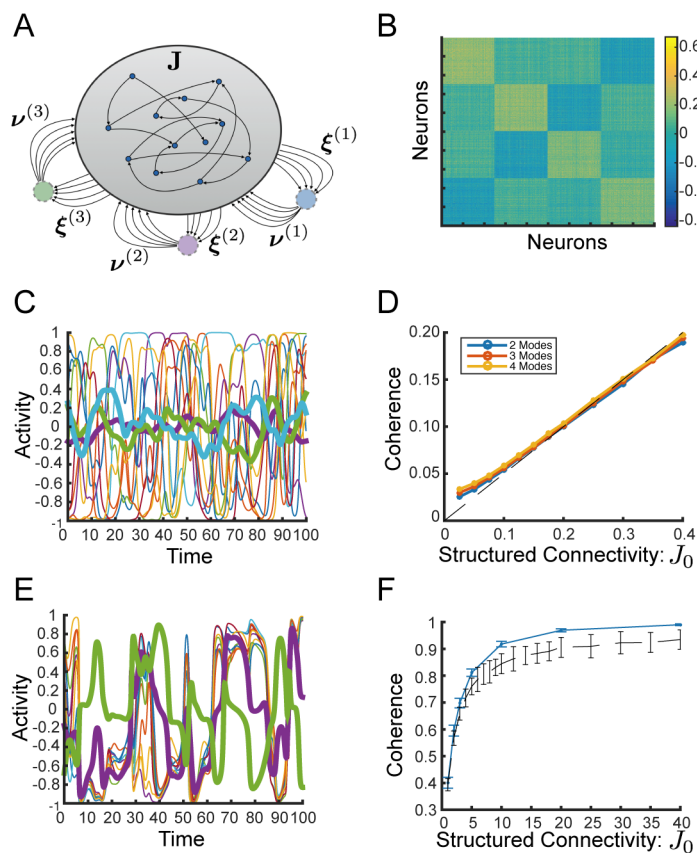 A
J
ν(3)
ξ(3)
ν(2)
ξ(2)
ν(1)
ξ(1)
B
Neurons
Neurons
0.6
0.4
0.2
0
-0.
C
Activity
1
0.8
0.6
0.4
0.2
0
-0.2
-0.4
-0.6
-0.8
-1
0 10 20 30 40 50 60 70 80 90 100
Time
D
Coherence
0.20
0.15
0.10
0.05
0
2 Modes
3 Modes
4 Modes
0 0.1 0.2 0.3 0.4
Structured Connectivity: J0
E
Activity
1
0.8
0.6
0.4
0.2
0
-0.2
-0.4
-0.6
-0.8
-1
0 10 20 30 40 50 60 70 80 90 100
Time
F
Coherence
1
0.9
0.8
0.7
0.6
0.5
0.4
0.3
0 5 10 15 20 25 30 35 40
Structured Connectivity: J0